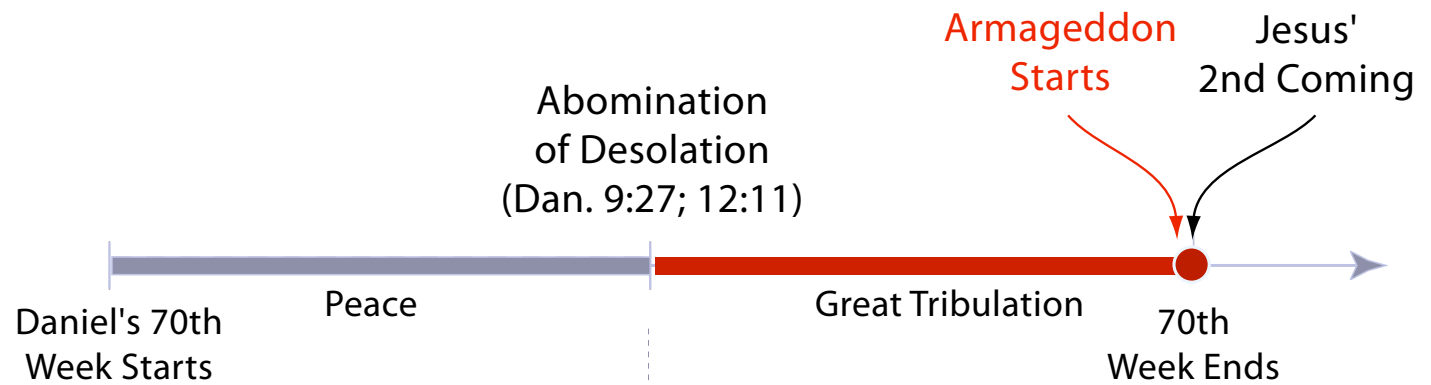 Armageddon
Starts
Jesus'
2nd Coming
Abomination
of Desolation
(Dan. 9:27; 12:11)
Peace
Great Tribulation
Daniel's 70th
Week Starts
70th
Week Ends